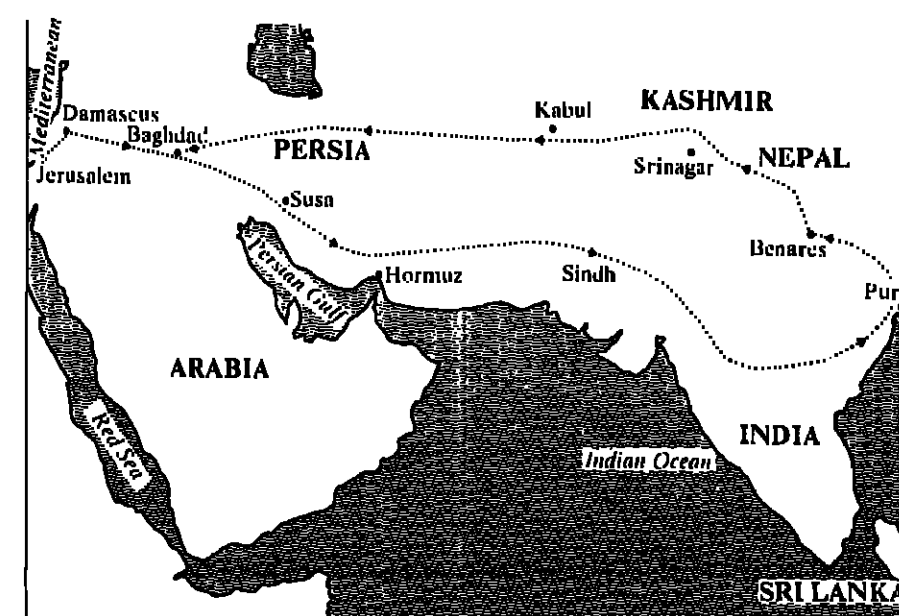 Mediterranean
Kabul
KASHMIR
Damascus
Baghdad
PERSIA
Srinagar
NEPAL
Jerusalem
Susa
Benares
Persian Gulf
Hormuz
Sindh
Pur
ARABIA
Red Sea
INDIA
Indian Ocean
SRI LANKA